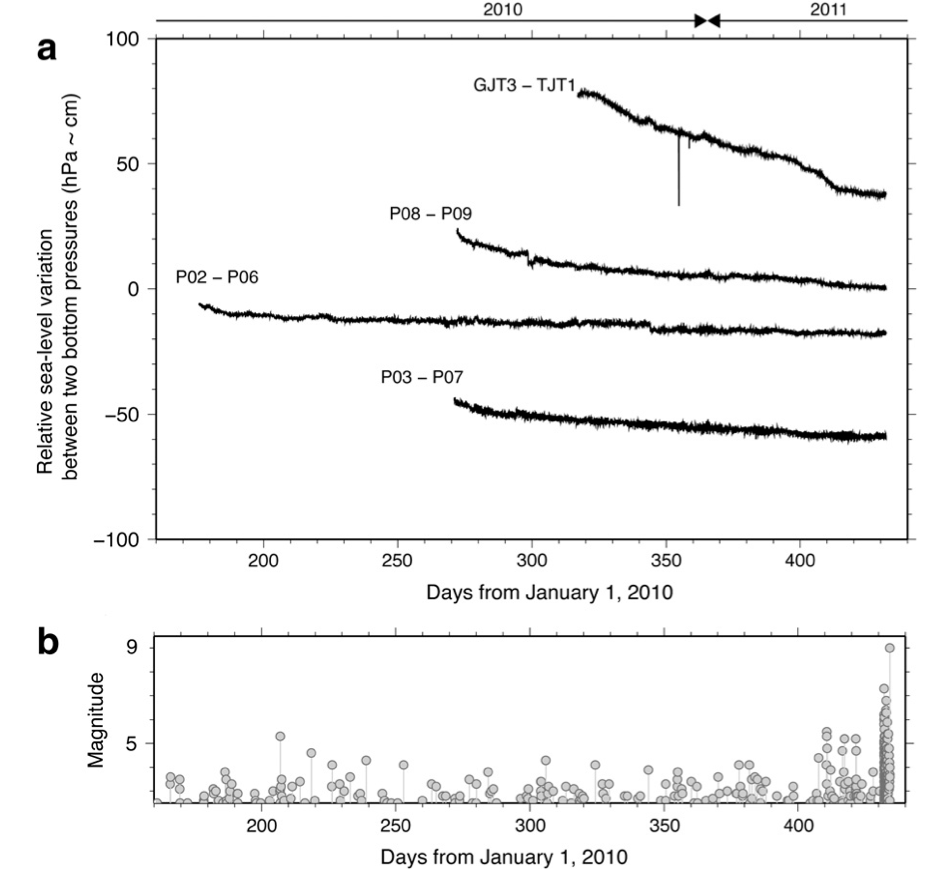 2010 2011
a
100
GJT3 – TJT1
50
P08 – P09
P02 – P06
0
P03 – P07
−50
−100
Relative sea-level variation
between two bottom pressures (hPa ~ cm)
200 250 300 350 400
Days from January 1, 2010
b
9
5
Magnitude
200 250 300 350 400
Days from January 1, 2010